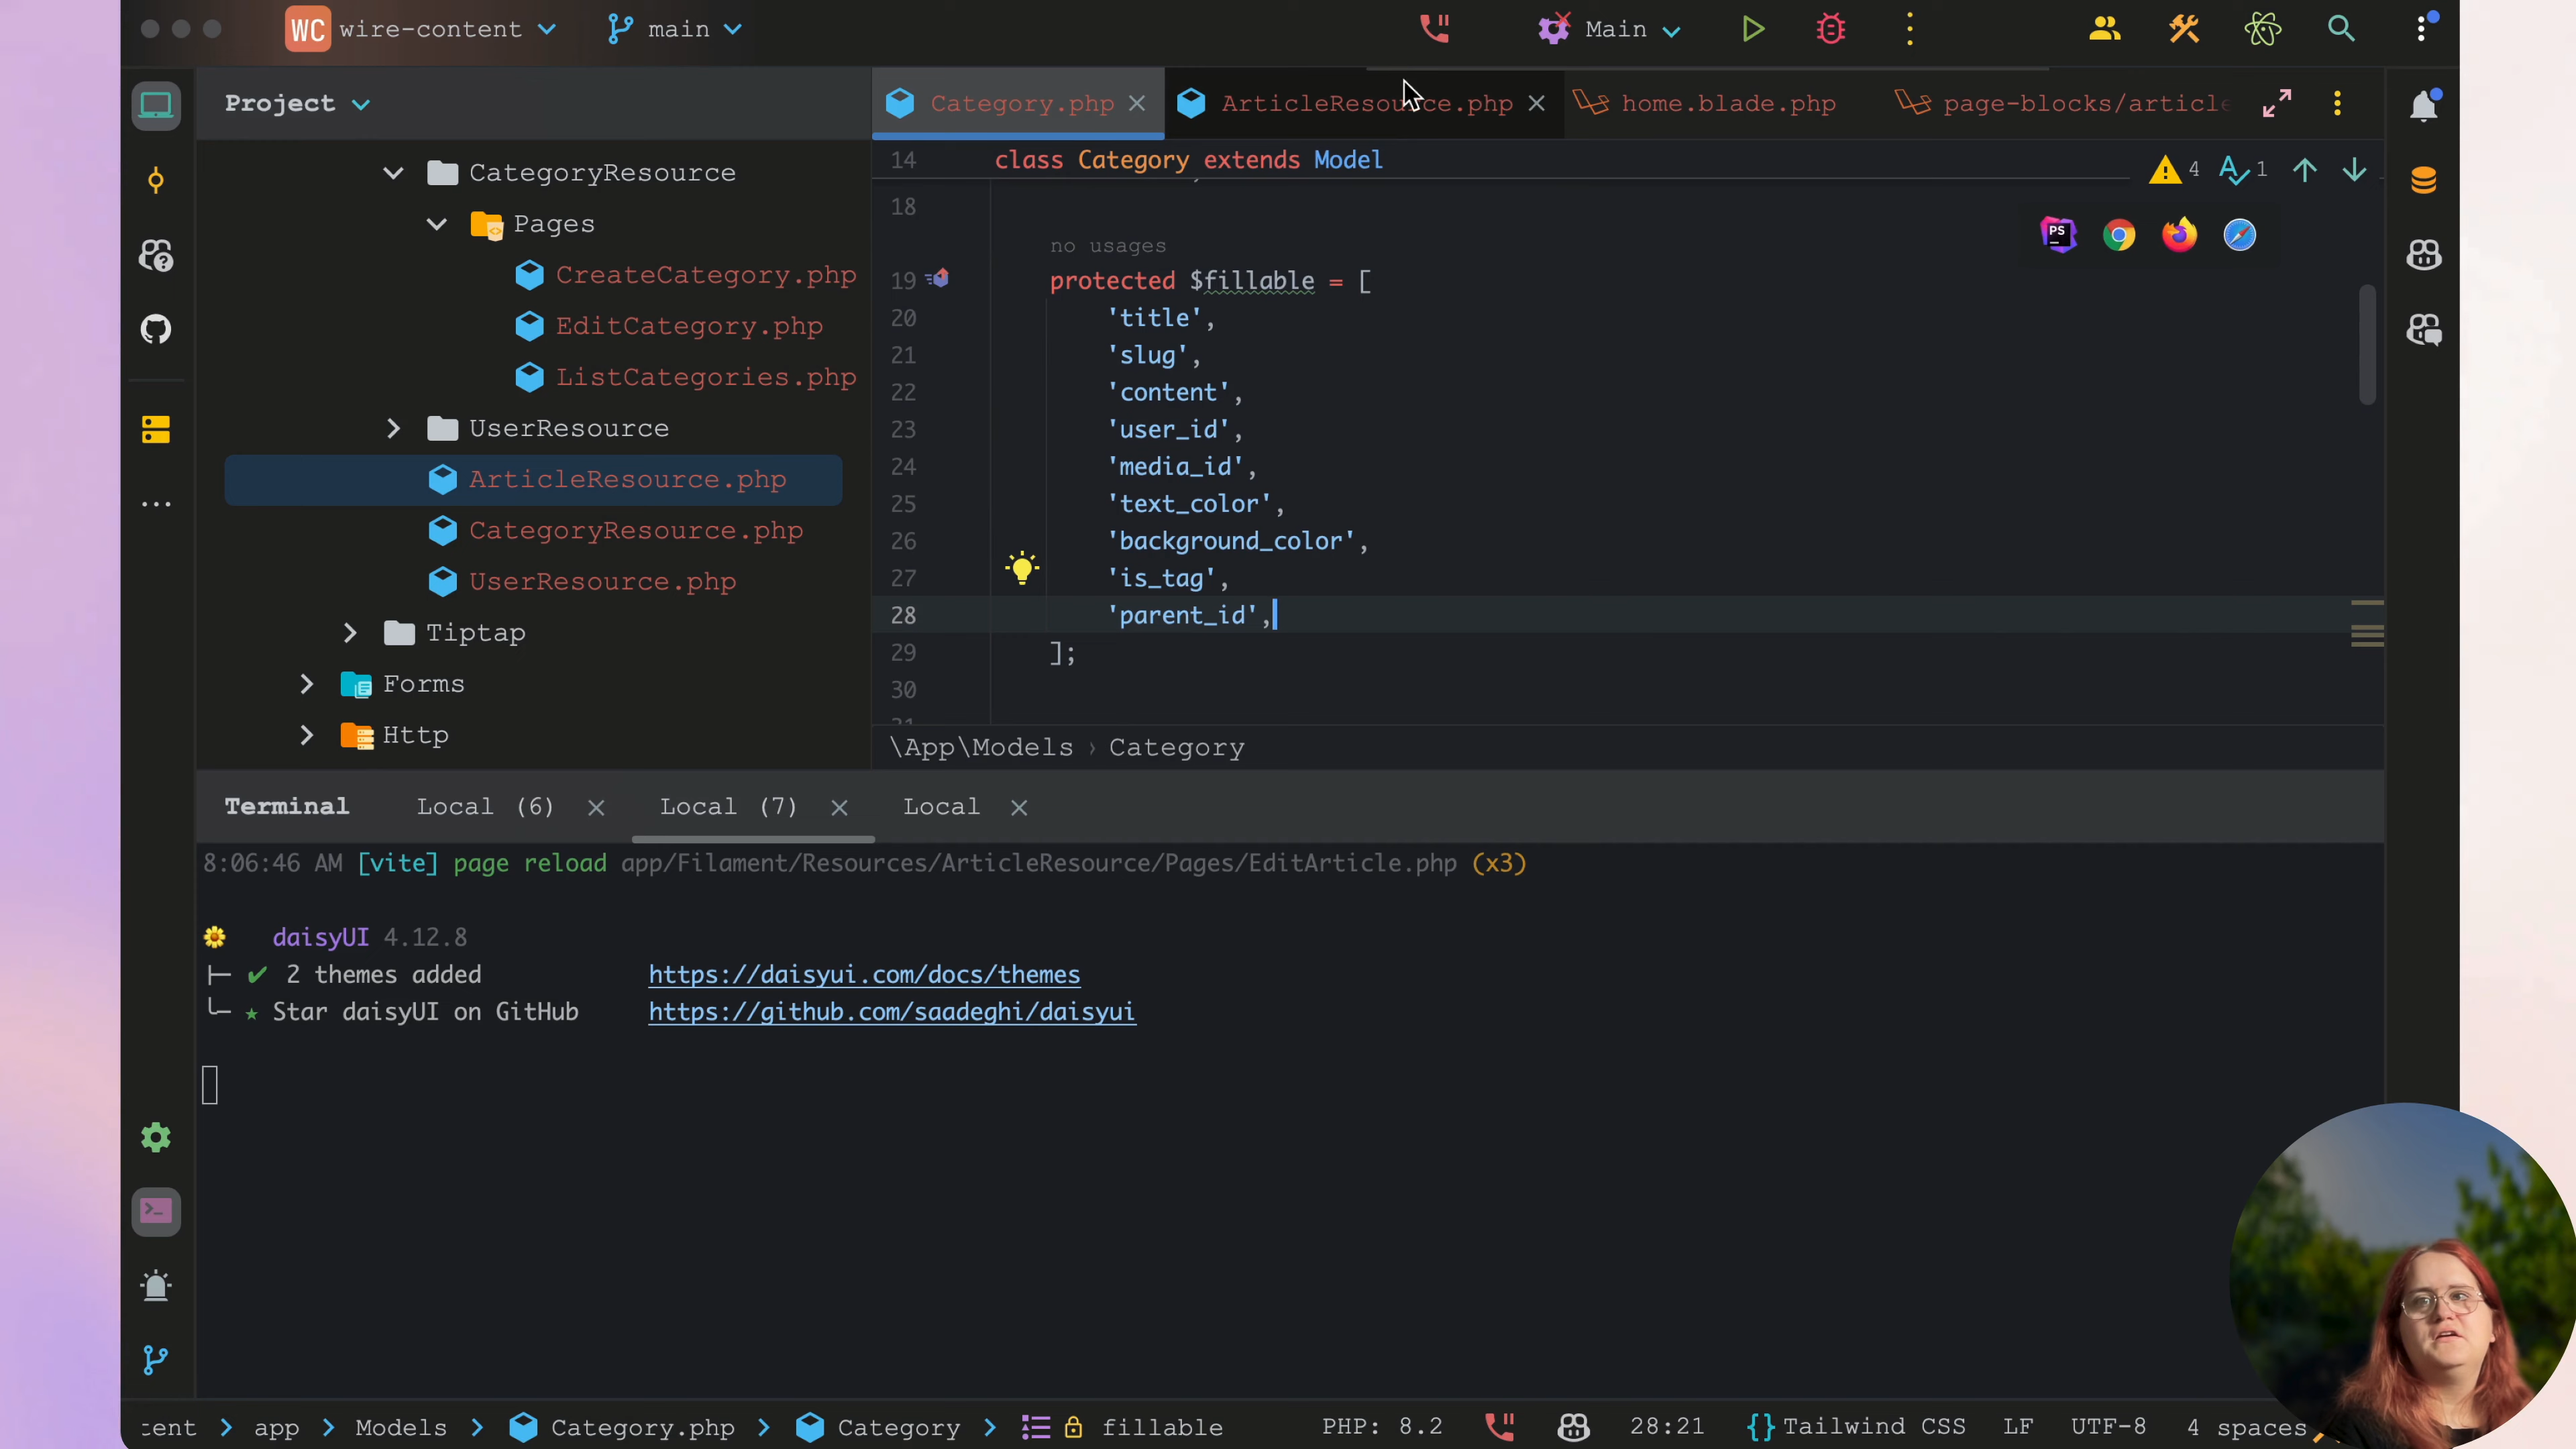 WC wire-content main Main
Project
Category.php ArticleResource.php home.blade.php page-blocks/article
CategoryResource
Pages
CreateCategory.php
EditCategory.php
ListCategories.php
UserResource
ArticleResource.php
CategoryResource.php
UserResource.php
Tiptap
Forms
Http
14 class Category extends Model
4 1
18
PS
no usages
19 protected $fillable = [
20 'title',
21 'slug',
22 'content',
23 'user_id',
24 'media_id',
25 'text_color',
26 'background_color',
27 'is_tag',
28 'parent_id',
29 ];
30
\App\Models › Category
Terminal Local (6) Local (7) Local
8:06:46 AM [vite] page reload app/Filament/Resources/ArticleResource/Pages/EditArticle.php (x3)
daisyUI 4.12.8
├─ ✔ 2 themes added https://daisyui.com/docs/themes
╰─ ★ Star daisyUI on GitHub https://github.com/saadeghi/daisyui
tent › app › Models › Category.php › Category › fillable PHP: 8.2 28:21 {} Tailwind CSS LF UTF-8 4 spaces